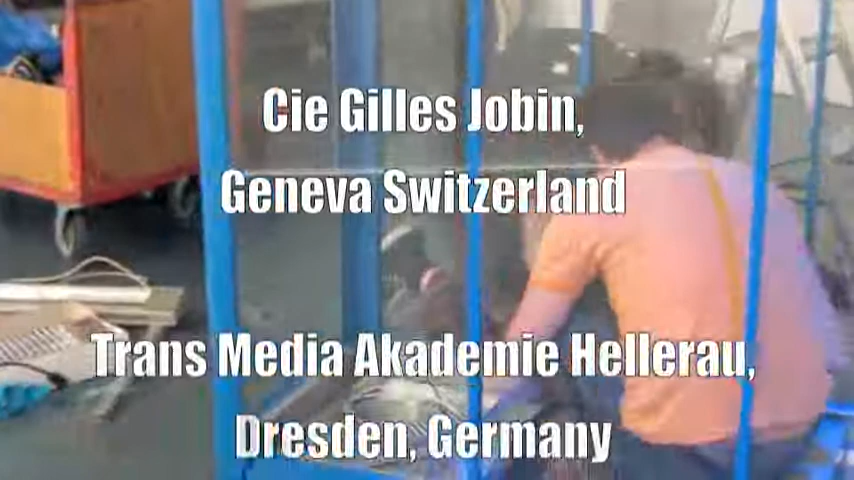 Cie Gilles Jobin,
Geneva Switzerland
Trans Media Akademie Hellerau,
Dresden, Germany